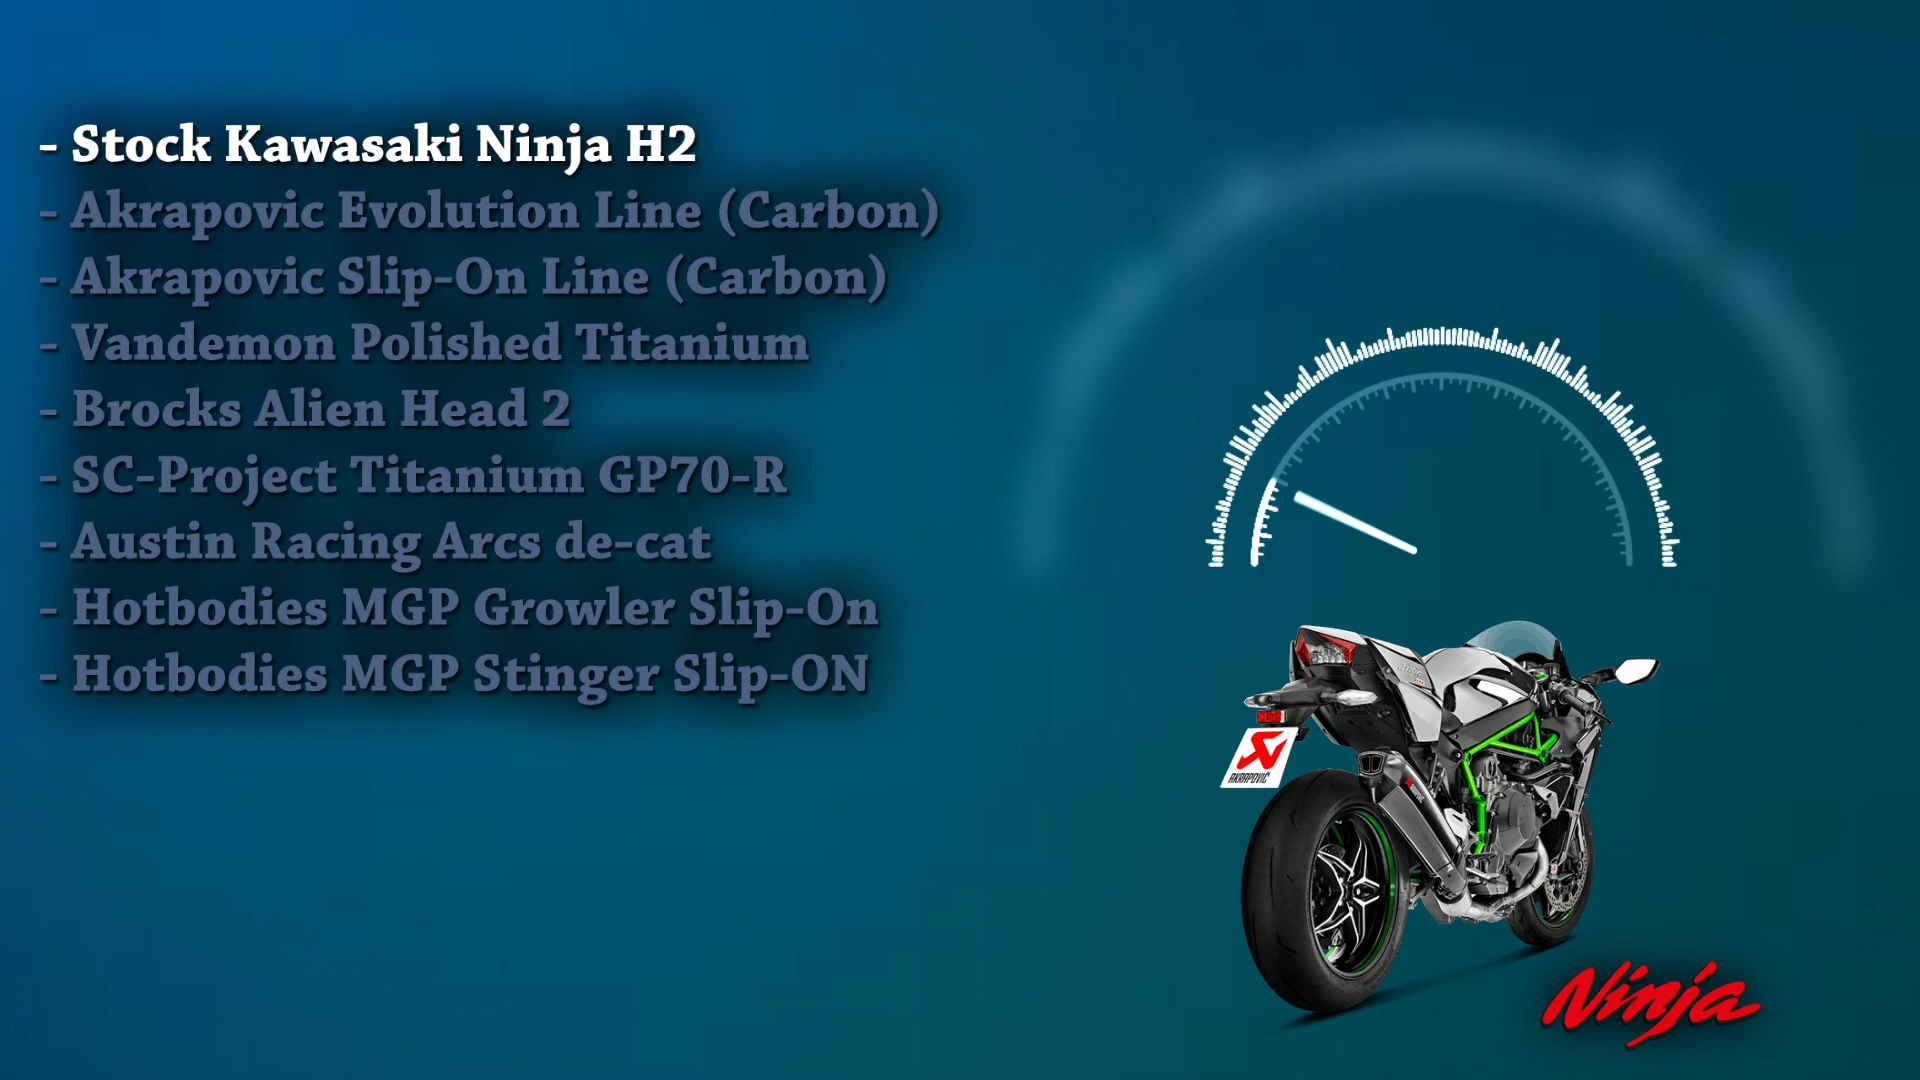 - Stock Kawasaki Ninja H2
- Akrapovic Evolution Line (Carbon)
- Akrapovic Slip-On Line (Carbon)
- Vandemon Polished Titanium
- Brocks Alien Head 2
- SC-Project Titanium GP70-R
- Austin Racing Arcs de-cat
- Hotbodies MGP Growler Slip-On
- Hotbodies MGP Stinger Slip-ON
AKRAPOVIČ
Ninja